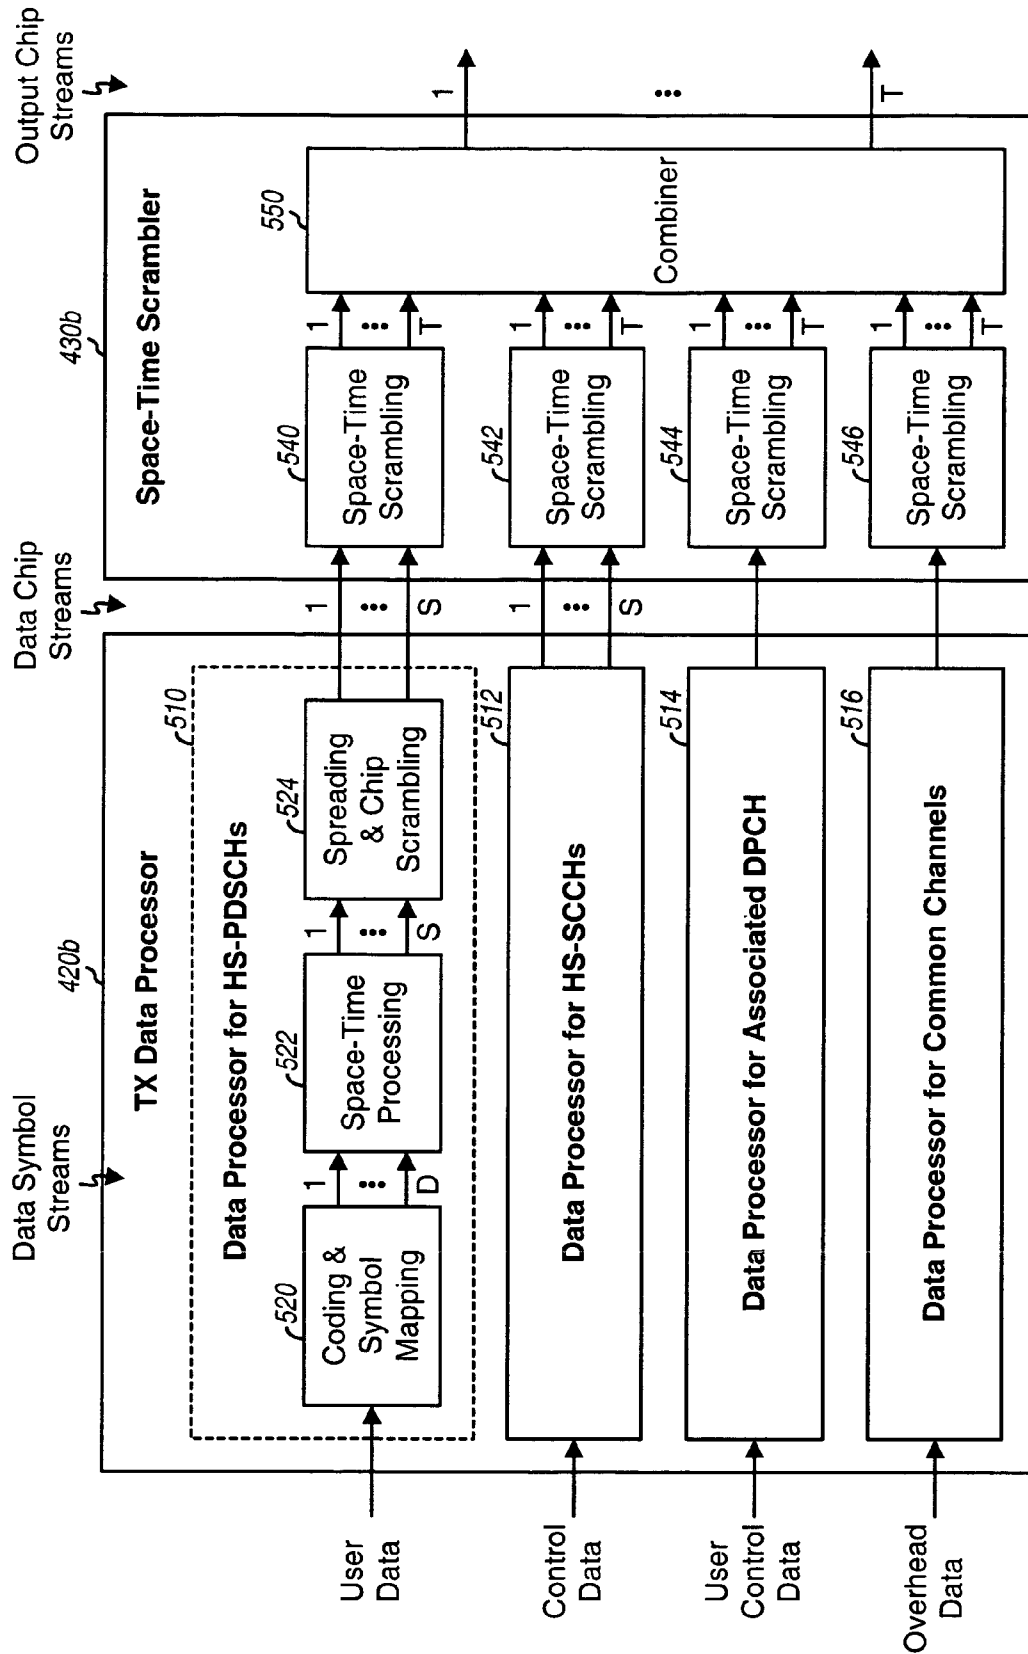 Data Symbol
Streams
Data Chip
Streams
Output Chip
Streams
420b
430b
TX Data Processor
Space-Time Scrambler
510
Data Processor for HS-PDSCHs
User
Data
520
Coding &
Symbol
Mapping
1
D
522
Space-Time
Processing
1
S
524
Spreading
& Chip
Scrambling
1
S
540
Space-Time
Scrambling
1
T
550
Combiner
1
T
Control
Data
512
Data Processor for HS-SCCHs
1
S
542
Space-Time
Scrambling
1
T
User
Control
Data
514
Data Processor for Associated DPCH
544
Space-Time
Scrambling
1
T
Overhead
Data
516
Data Processor for Common Channels
546
Space-Time
Scrambling
1
T